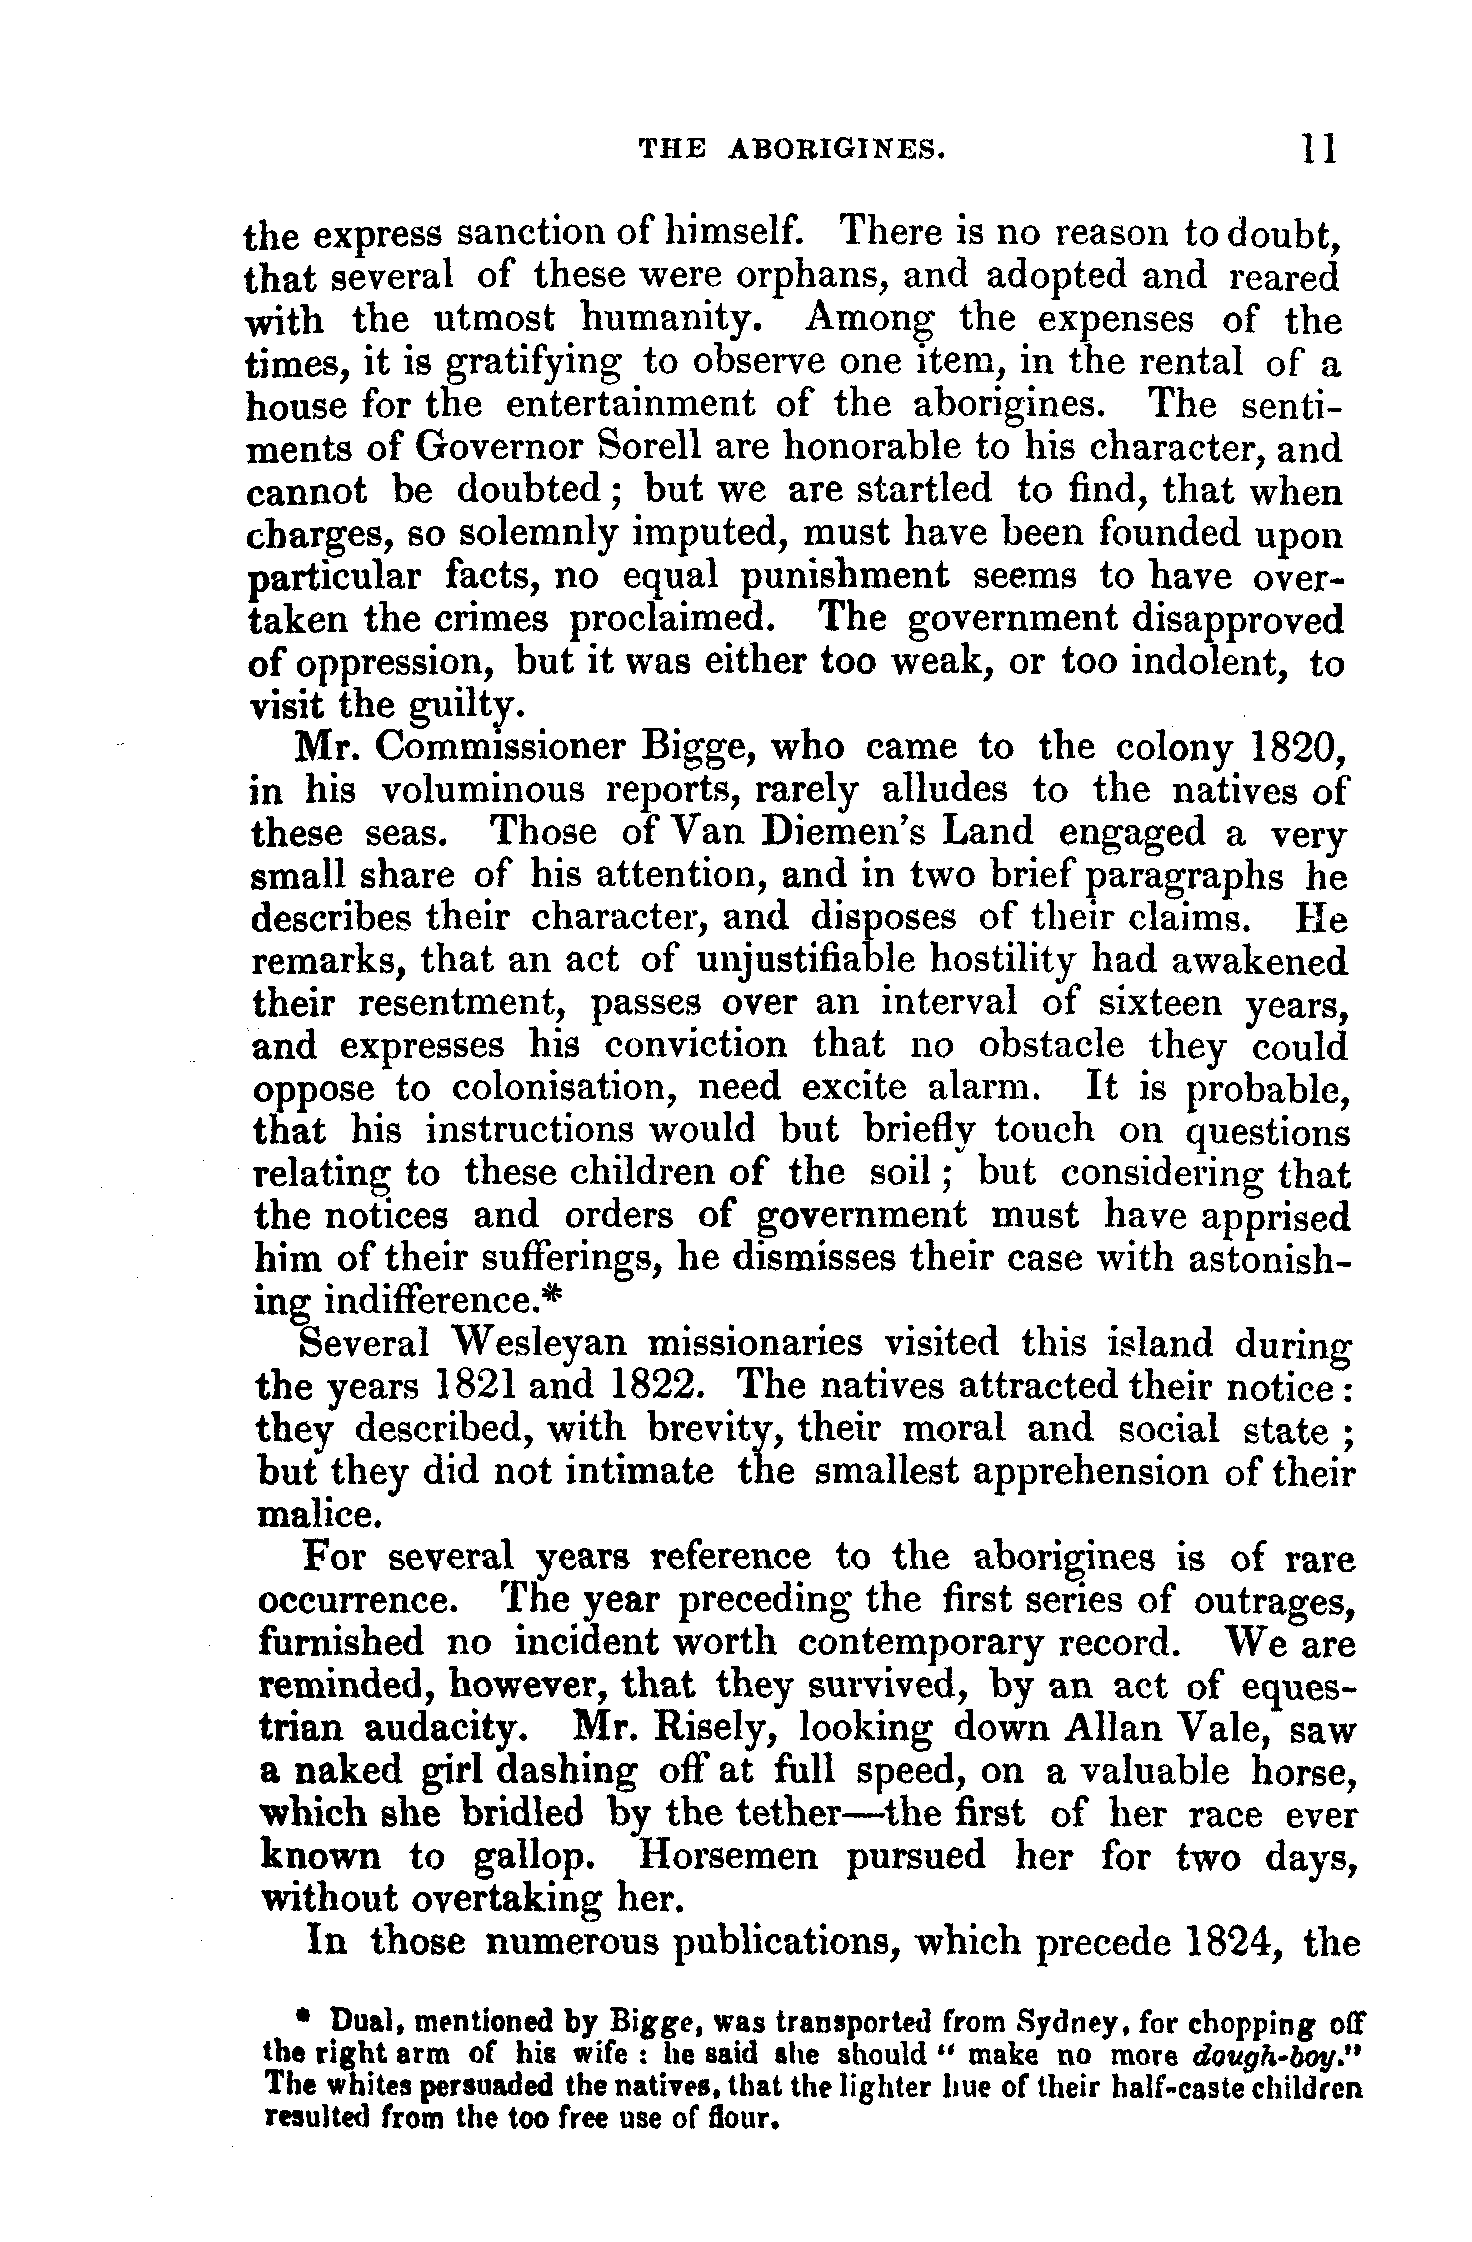 THE ABORIGINES. 11
the express sanction of himself. There is no reason to doubt,
that several of these were orphans, and adopted and reared
with the utmost humanity. Among the expenses of the
times, it is gratifying to observe one item, in the rental of a
house for the entertainment of the aborigines. The senti-
ments of Governor Sorell are honorable to his character, and
cannot be doubted; but we are startled to find, that when
charges, so solemnly imputed, must have been founded upon
particular facts, no equal punishment seems to have over-
taken the crimes proclaimed. The government disapproved
of oppression, but it was either too weak, or too indolent, to
visit the guilty.
Mr. Commissioner Bigge, who came to the colony 1820,
in his voluminous reports, rarely alludes to the natives of
these seas. Those of Van Diemen's Land engaged a very
small share of his attention, and in two brief paragraphs he
describes their character, and disposes of their claims. He
remarks, that an act of unjustifiable hostility had awakened
their resentment, passes over an interval of sixteen years,
and expresses his conviction that no obstacle they could
oppose to colonisation, need excite alarm. It is probable,
that his instructions would but briefly touch on questions
relating to these children of the soil; but considering that
the notices and orders of government must have apprised
him of their sufferings, he dismisses their case with astonish-
ing indifference.*
Several Wesleyan missionaries visited this island during
the years 1821 and 1822. The natives attracted their notice:
they described, with brevity, their moral and social state;
but they did not intimate the smallest apprehension of their
malice.
For several years reference to the aborigines is of rare
occurrence. The year preceding the first series of outrages,
furnished no incident worth contemporary record. We are
reminded, however, that they survived, by an act of eques-
trian audacity. Mr. Risely, looking down Allan Vale, saw
a naked girl dashing off at full speed, on a valuable horse,
which she bridled by the tether—the first of her race ever
known to gallop. Horsemen pursued her for two days,
without overtaking her.
In those numerous publications, which precede 1824, the
* Dual, mentioned by Bigge, was transported from Sydney, for chopping off
the right arm of his wife: he said she should "make no more dough-boy."
The whites persuaded the natives, that the lighter hue of their half-caste children
resulted from the too free use of flour.